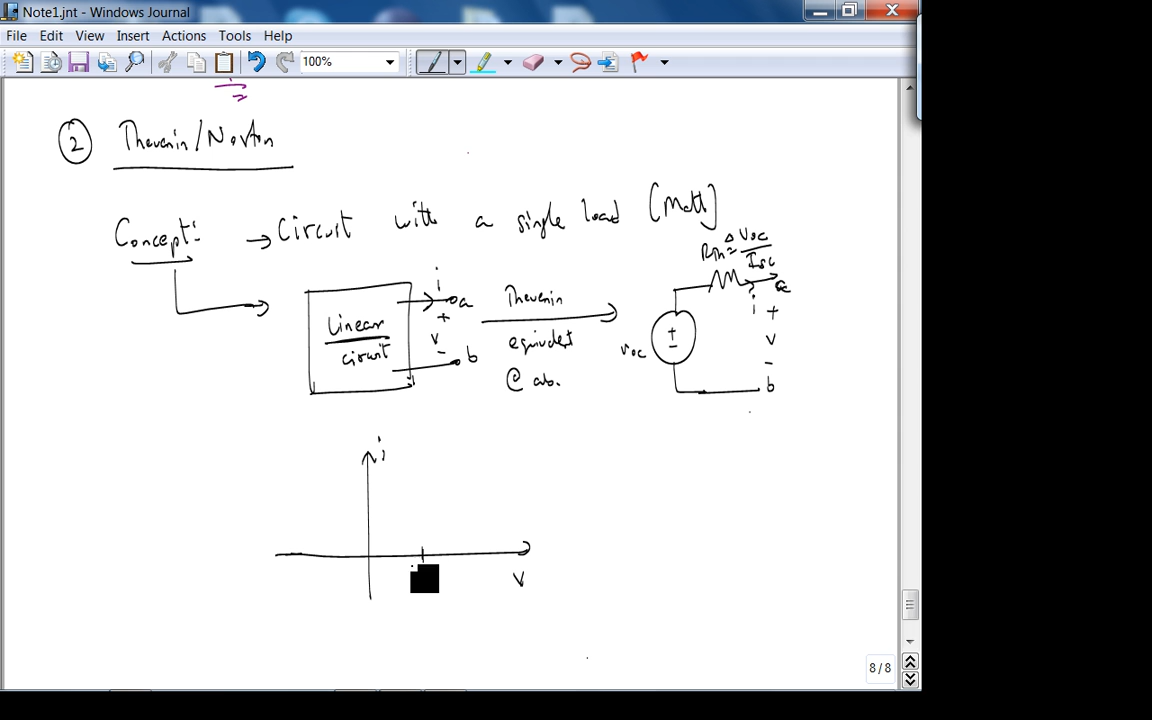 Note1.jnt - Windows Journal
File Edit View Insert Actions Tools Help
100%
2 Thevenin/Norton
Concept: → Circuit with a single load (Matt)
Linear
circuit
i
a
+
v
-
b
Thevenin
equivalent
@ ab.
Voc
+
-
RTh ≜ Voc
Isc
a
i
+
v
-
b
i
v
8/8